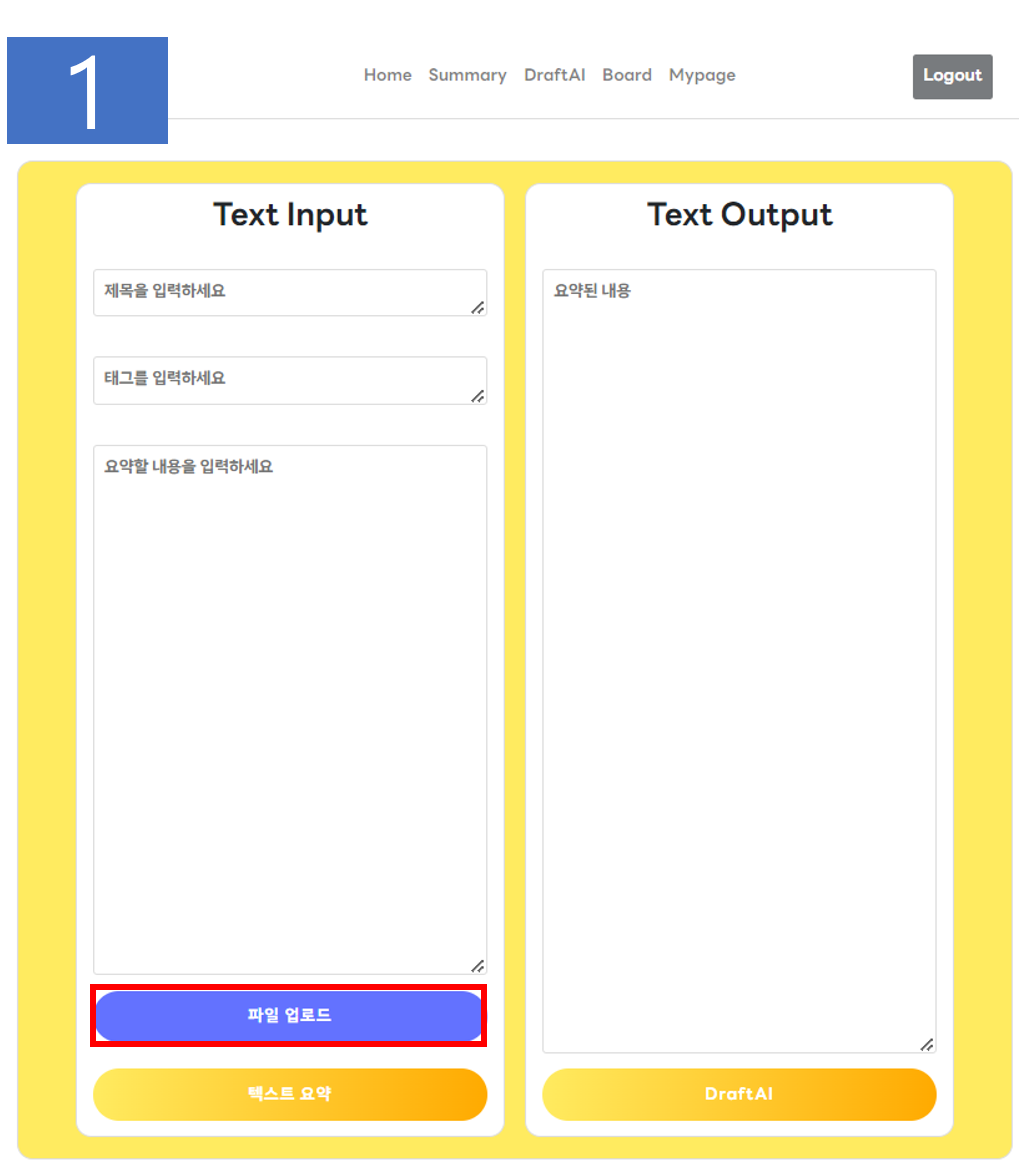 1
Home Summary DraftAI Board Mypage
Logout
Text Input
제목을 입력하세요
태그를 입력하세요
요약할 내용을 입력하세요
파일 업로드
텍스트 요약
Text Output
요약된 내용
DraftAI